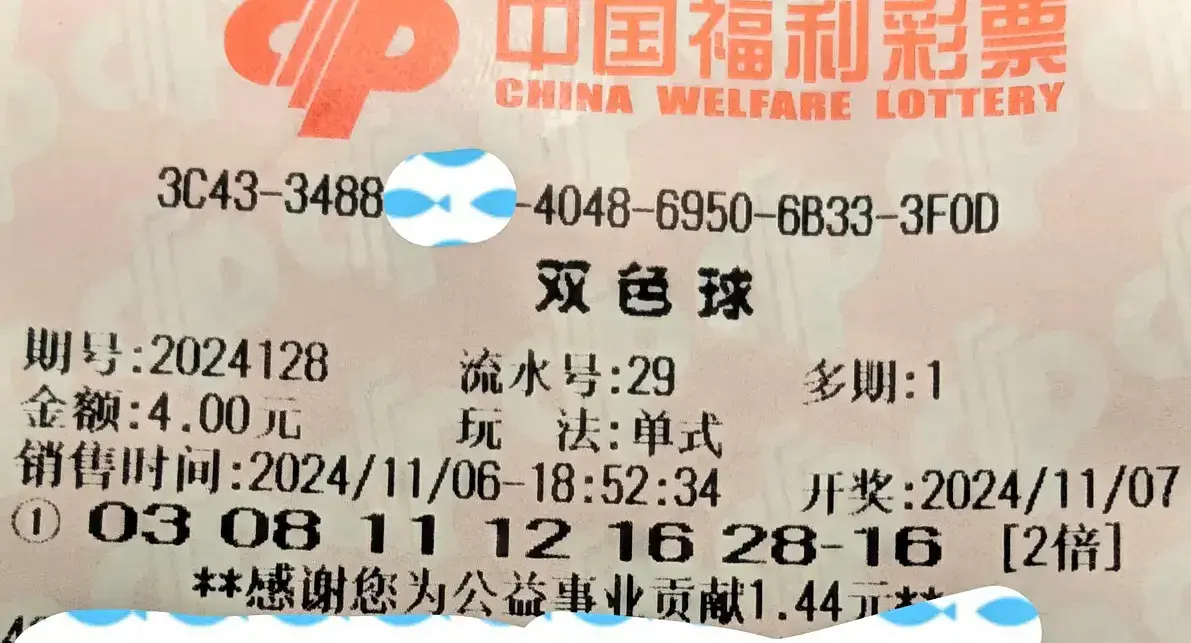 中国福利彩票
CHINA WELFARE LOTTERY
3C43-3488 -4048-6950-6B33-3F0D
双色球
期号:2024128 流水号:29 多期:1
金额:4.00元 玩 法:单式
销售时间:2024/11/06-18:52:34 开奖:2024/11/07
① 03 08 11 12 16 28-16 [2倍]
**感谢您为公益事业贡献1.44元**